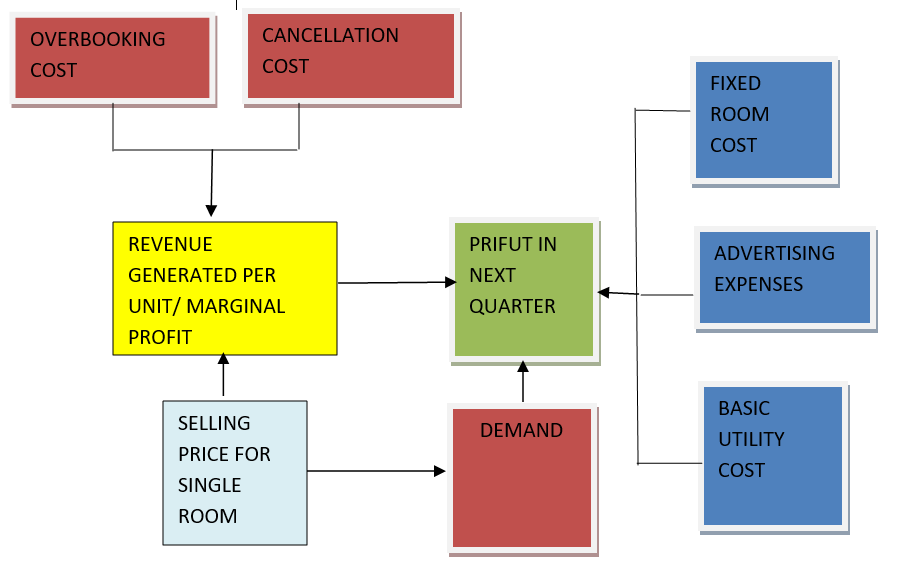 OVERBOOKING
COST
CANCELLATION
COST
FIXED
ROOM
COST
REVENUE
GENERATED PER
UNIT/ MARGINAL
PROFIT
PRIFUT IN
NEXT
QUARTER
ADVERTISING
EXPENSES
SELLING
PRICE FOR
SINGLE
ROOM
DEMAND
BASIC
UTILITY
COST